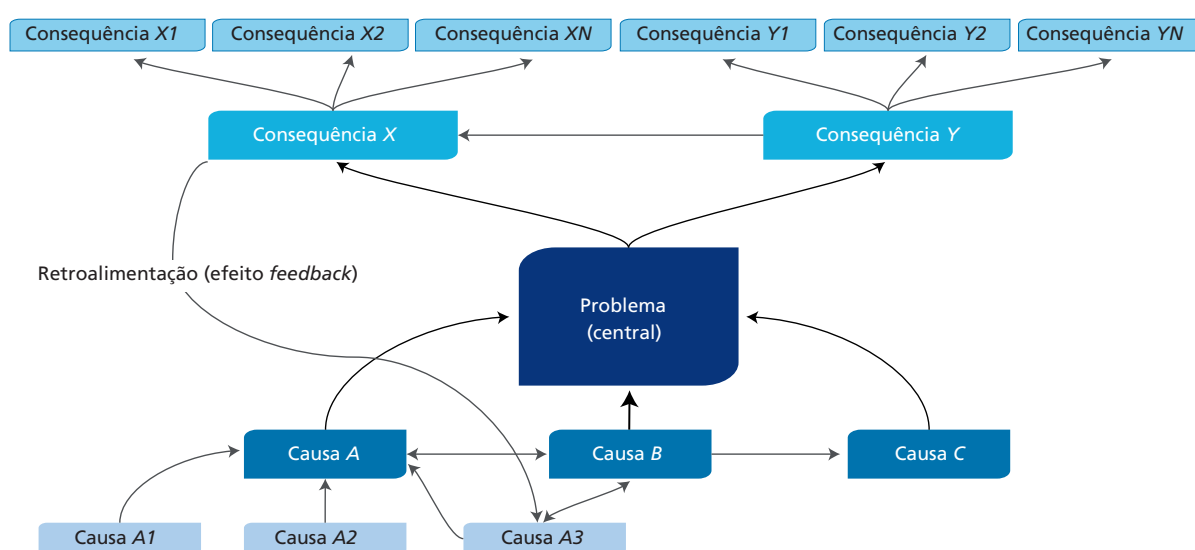 Consequência X1
Consequência X2
Consequência XN
Consequência Y1
Consequência Y2
Consequência YN
Consequência X
Consequência Y
Retroalimentação (efeito feedback)
Problema
(central)
Causa A
Causa B
Causa C
Causa A1
Causa A2
Causa A3